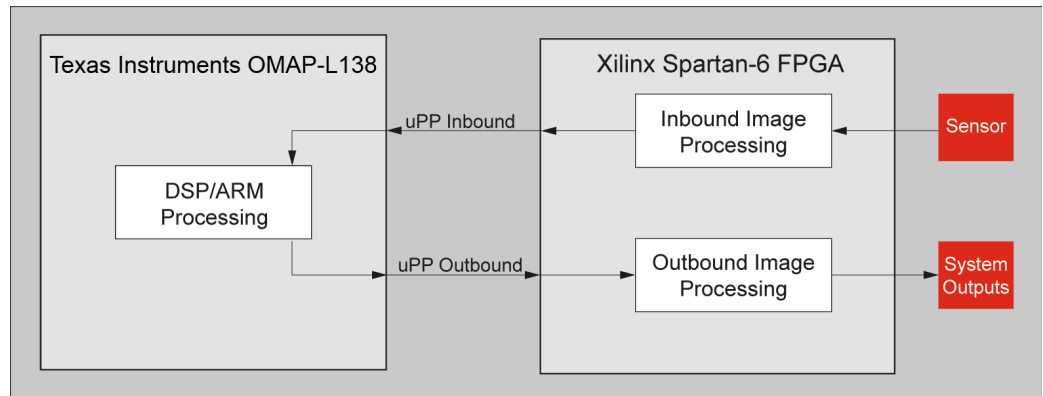 Texas Instruments OMAP-L138
Xilinx Spartan-6 FPGA
uPP Inbound
Inbound Image
Processing
Sensor
DSP/ARM
Processing
uPP Outbound
Outbound Image
Processing
System
Outputs